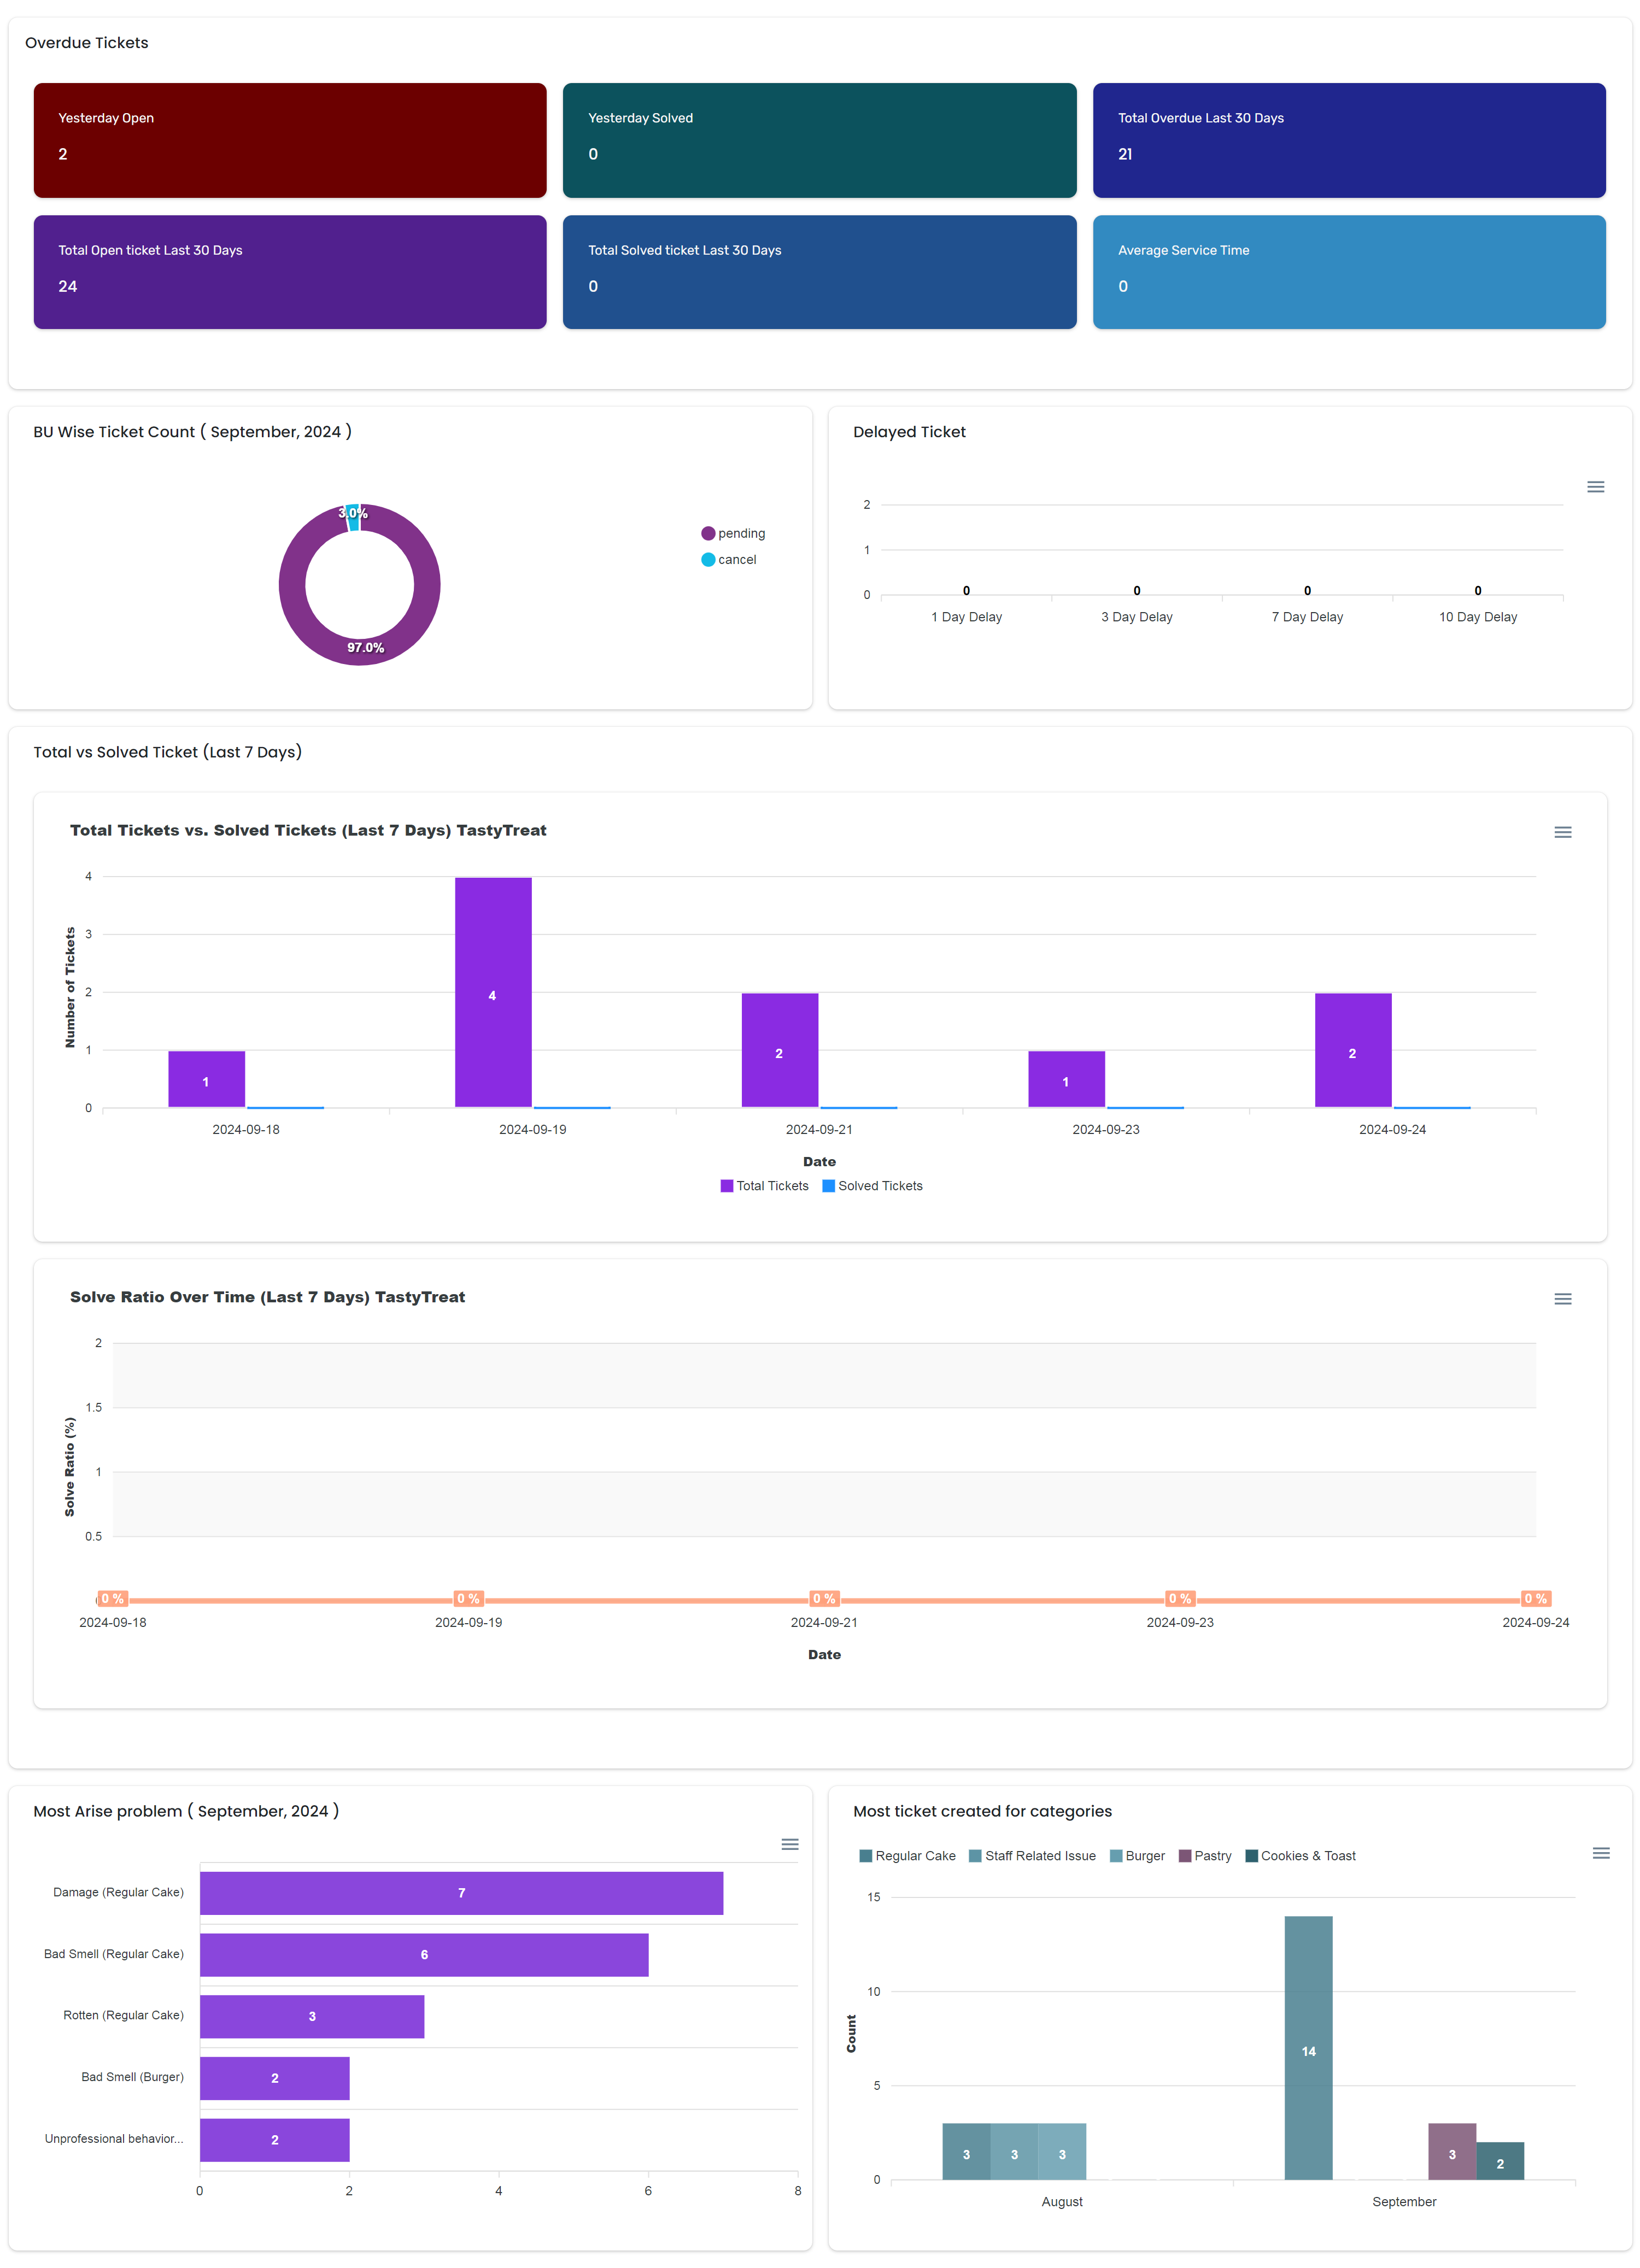 Overdue Tickets
Yesterday Open
2
Yesterday Solved
0
Total Overdue Last 30 Days
21
Total Open ticket Last 30 Days
24
Total Solved ticket Last 30 Days
0
Average Service Time
0
BU Wise Ticket Count ( September, 2024 )
3.0%
97.0%
pending
cancel
Delayed Ticket
2
1
0
0 0 0 0
1 Day Delay 3 Day Delay 7 Day Delay 10 Day Delay
Total vs Solved Ticket (Last 7 Days)
Total Tickets vs. Solved Tickets (Last 7 Days) TastyTreat
Number of Tickets
4
3
2
1
0
1 4 2 1 2
2024-09-18 2024-09-19 2024-09-21 2024-09-23 2024-09-24
Date
Total Tickets Solved Tickets
Solve Ratio Over Time (Last 7 Days) TastyTreat
Solve Ratio (%)
2
1.5
1
0.5
0 % 0 % 0 % 0 % 0 %
2024-09-18 2024-09-19 2024-09-21 2024-09-23 2024-09-24
Date
Most Arise problem ( September, 2024 )
Damage (Regular Cake) 7
Bad Smell (Regular Cake) 6
Rotten (Regular Cake) 3
Bad Smell (Burger) 2
Unprofessional behavior... 2
0 2 4 6 8
Most ticket created for categories
Regular Cake Staff Related Issue Burger Pastry Cookies & Toast
Count
15
10
5
0
3 3 3 14 3 2
August September